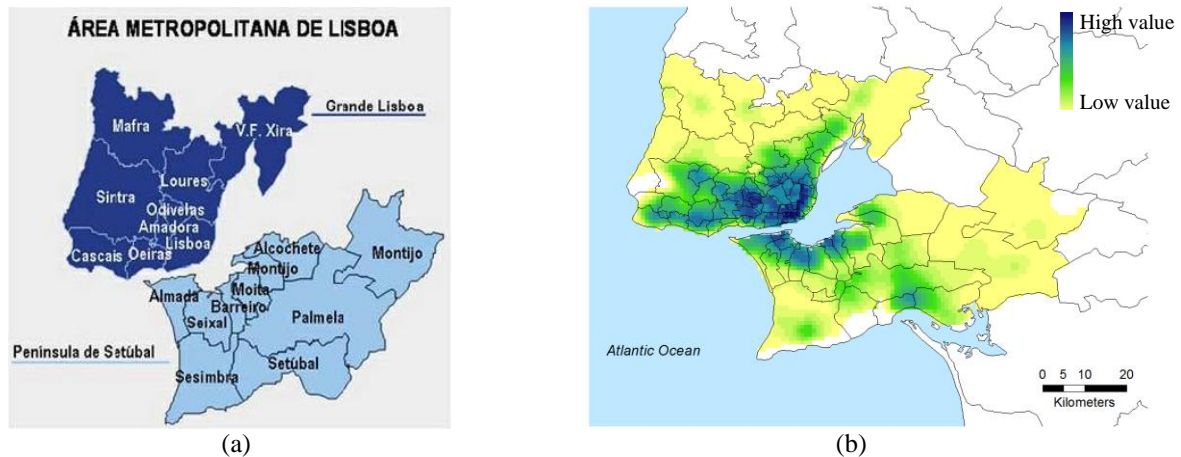 ÁREA METROPOLITANA DE LISBOA
Grande Lisboa
Mafra
V.F. Xira
Loures
Sintra
Odivelas
Amadora
Lisboa
Cascais
Oeiras
Alcochete
Montijo
Montijo
Almada
Moita
Barreiro
Seixal
Palmela
Península de Setúbal
Setúbal
Sesimbra
(a)
High value
Low value
Atlantic Ocean
0 5 10 20
Kilometers
(b)